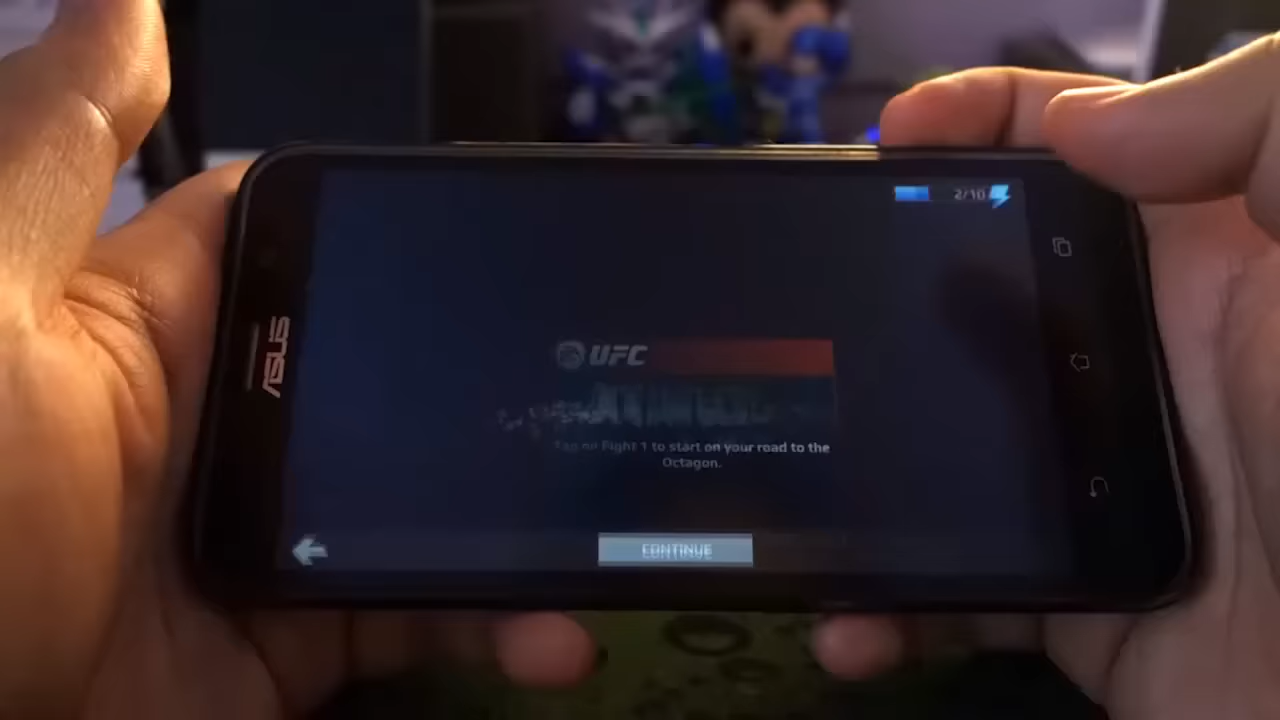 2/10
ASUS
UFC
Tap on Fight 1 to start on your road to the
Octagon.
CONTINUE